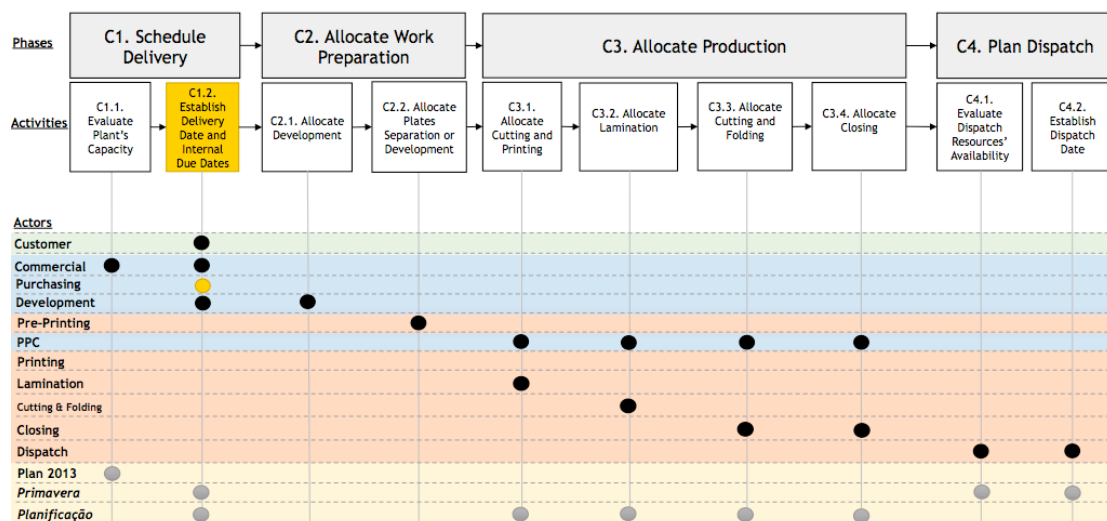 Phases
C1. Schedule
Delivery
C2. Allocate Work
Preparation
C3. Allocate Production
C4. Plan Dispatch
Activities
C1.1.
Evaluate
Plant's
Capacity
C1.2.
Establish
Delivery
Date and
Internal
Due Dates
C2.1. Allocate
Development
C2.2. Allocate
Plates
Separation or
Development
C3.1.
Allocate
Cutting and
Printing
C3.2. Allocate
Lamination
C3.3. Allocate
Cutting and
Folding
C3.4. Allocate
Closing
C4.1.
Evaluate
Dispatch
Resources'
Availability
C4.2.
Establish
Dispatch
Date
Actors
Customer
Commercial
Purchasing
Development
Pre-Printing
PPC
Printing
Lamination
Cutting & Folding
Closing
Dispatch
Plan 2013
Primavera
Planificação